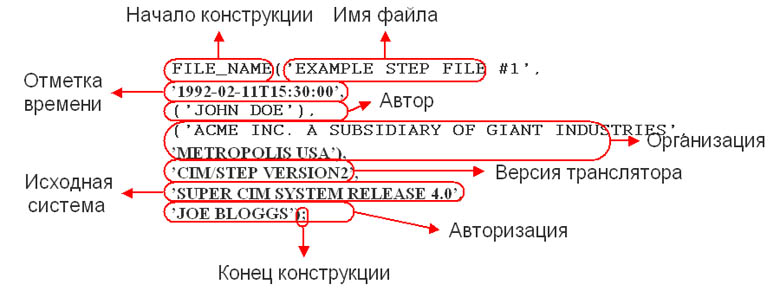 Начало конструкции
Имя файла
FILE_NAME('EXAMPLE STEP FILE #1',
Отметка
времени
'1992-02-11T15:30:00',
('JOHN DOE'),
Автор
('ACME INC. A SUBSIDIARY OF GIANT INDUSTRIES',
'METROPOLIS USA'),
Организация
'CIM/STEP VERSION2',
Версия транслятора
Исходная
система
'SUPER CIM SYSTEM RELEASE 4.0'
'JOE BLOGGS');
Авторизация
Конец конструкции